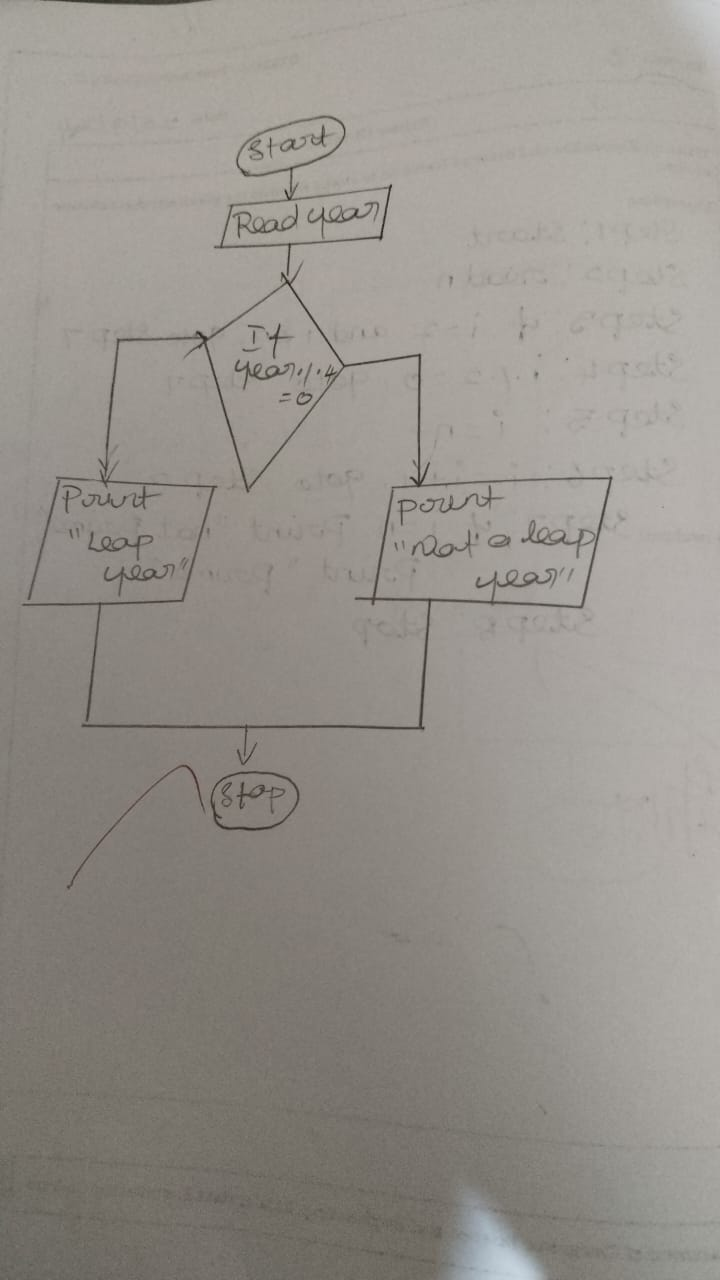 Start
Read year
If
year % 4
= 0
Print
"Leap
year"
print
"Not a leap
year"
Stop